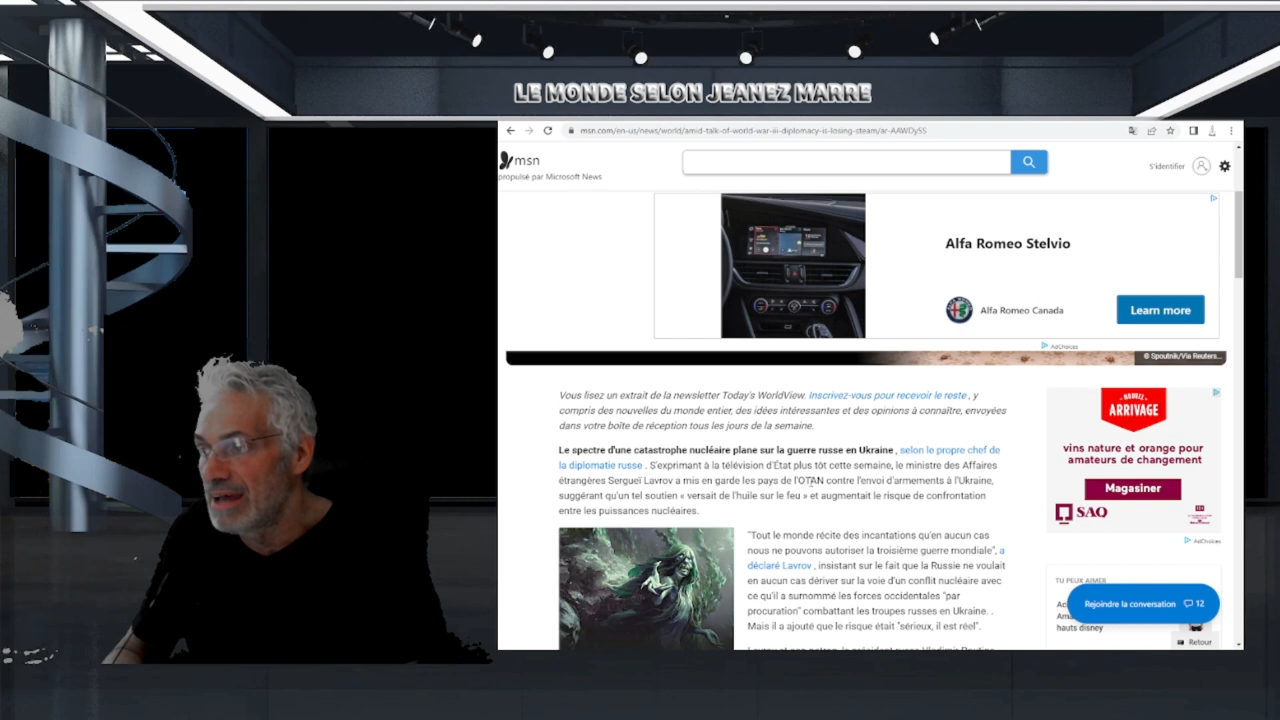 LE MONDE SELON JEANEZ MARRE
msn.com/en-us/news/world/amid-talk-of-world-war-iii-diplomacy-is-losing-steam/ar-AAWDySS
msn
propulsé par Microsoft News
S'identifier
Alfa Romeo Stelvio
Alfa Romeo Canada
Learn more
AdChoices
© Spoutnik/Via Reuters...
Vous lisez un extrait de la newsletter Today's WorldView. Inscrivez-vous pour recevoir le reste , y
compris des nouvelles du monde entier, des idées intéressantes et des opinions à connaître, envoyées
dans votre boîte de réception tous les jours de la semaine.
Le spectre d'une catastrophe nucléaire plane sur la guerre russe en Ukraine , selon le propre chef de
la diplomatie russe . S'exprimant à la télévision d'État plus tôt cette semaine, le ministre des Affaires
étrangères Sergueï Lavrov a mis en garde les pays de l'OTAN contre l'envoi d'armements à l'Ukraine,
suggérant qu'un tel soutien « versait de l'huile sur le feu » et augmentait le risque de confrontation
entre les puissances nucléaires.
"Tout le monde récite des incantations qu'en aucun cas
nous ne pouvons autoriser la troisième guerre mondiale", a
déclaré Lavrov , insistant sur le fait que la Russie ne voulait
en aucun cas dériver sur la voie d'un conflit nucléaire avec
ce qu'il a surnommé les forces occidentales "par
procuration" combattant les troupes russes en Ukraine. .
Mais il a ajouté que le risque était "sérieux, il est réel".
NOUVEL
ARRIVAGE
vins nature et orange pour
amateurs de changement
Magasiner
SAQ
AdChoices
TU PEUX AIMER
Rejoindre la conversation 12
hauts disney
Retour